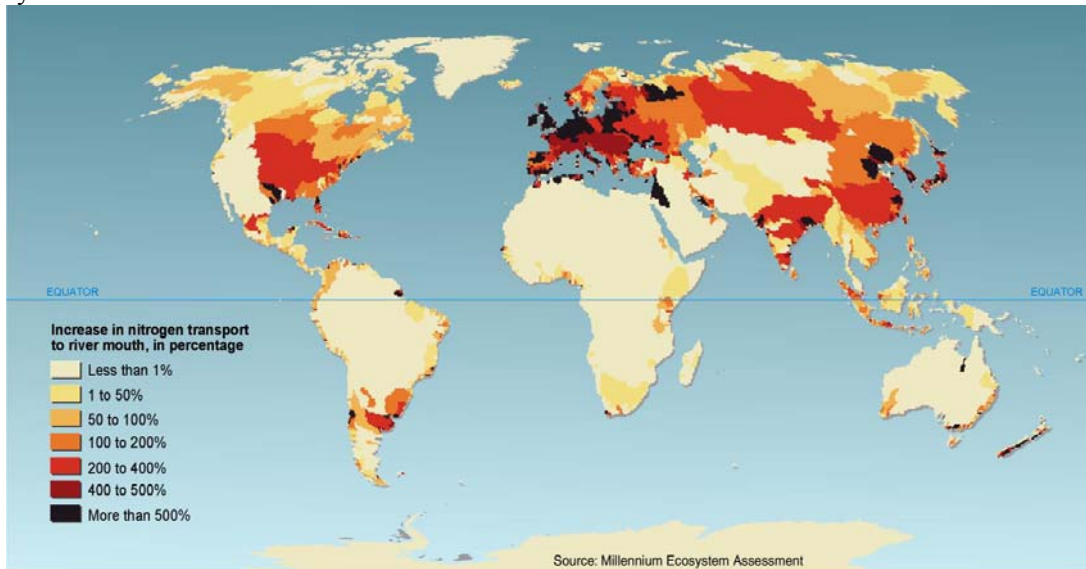 EQUATOR
EQUATOR
Increase in nitrogen transport
to river mouth, in percentage
Less than 1%
1 to 50%
50 to 100%
100 to 200%
200 to 400%
400 to 500%
More than 500%
Source: Millennium Ecosystem Assessment